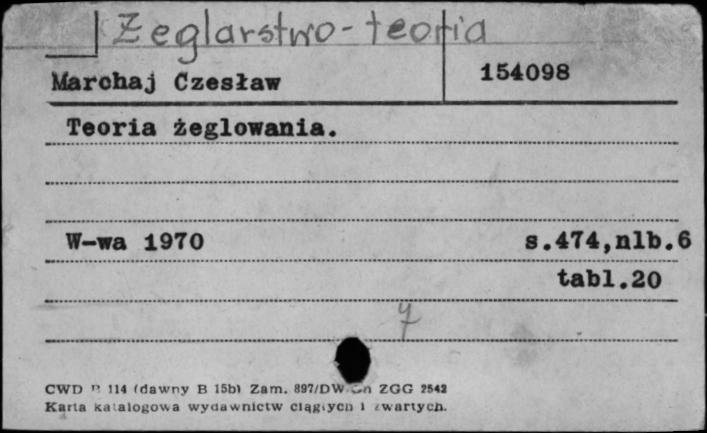 Żeglarstwo-teoria
Marchaj Czesław 154098
Teoria żeglowania.
W-wa 1970 s.474,nlb.6
tabl.20
CWD 114 (dawny B 15b) Zam. 897/DW ZGG 2542
Karta katalogowa wydawnictw ciągłych i zwartych.